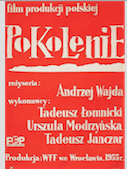 film produkcji polskiej
PoKoleniE
reżyseria:
Andrzej Wajda
wykonawcy:
Tadeusz Łomnicki
Urszula Modrzyńska
Tadeusz Janczar
Produkcja: WFF we Wrocławiu, 1955 r.